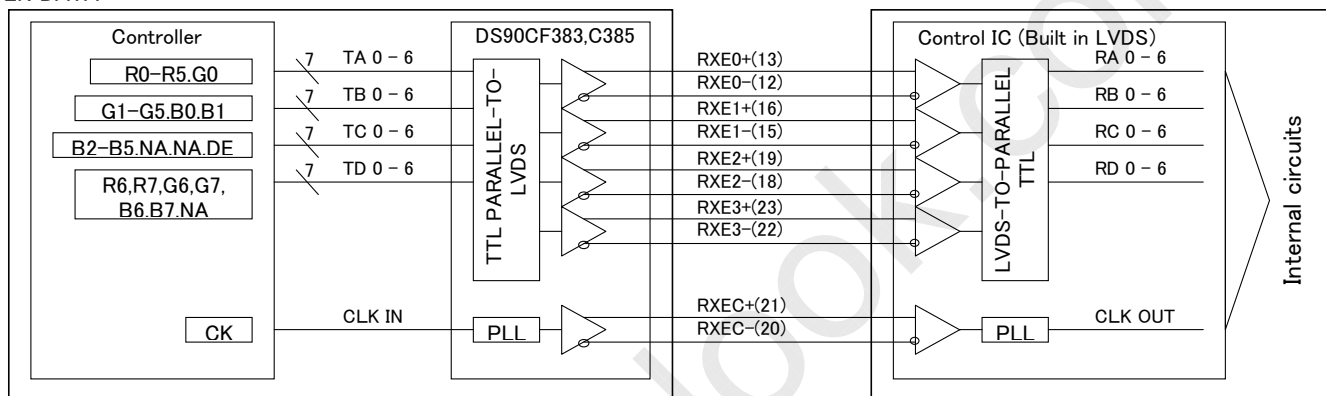 Controller
R0-R5.G0
G1-G5.B0.B1
B2-B5.NA.NA.DE
R6,R7,G6,G7,
B6.B7.NA
CK
7
TA 0 - 6
7
TB 0 - 6
7
TC 0 - 6
7
TD 0 - 6
CLK IN
DS90CF383,C385
TTL PARALLEL-TO-
LVDS
PLL
RXE0+(13)
RXE0-(12)
RXE1+(16)
RXE1-(15)
RXE2+(19)
RXE2-(18)
RXE3+(23)
RXE3-(22)
RXEC+(21)
RXEC-(20)
Control IC (Built in LVDS)
LVDS-TO-PARALLEL
TTL
PLL
RA 0 - 6
RB 0 - 6
RC 0 - 6
RD 0 - 6
CLK OUT
Internal circuits
look.com